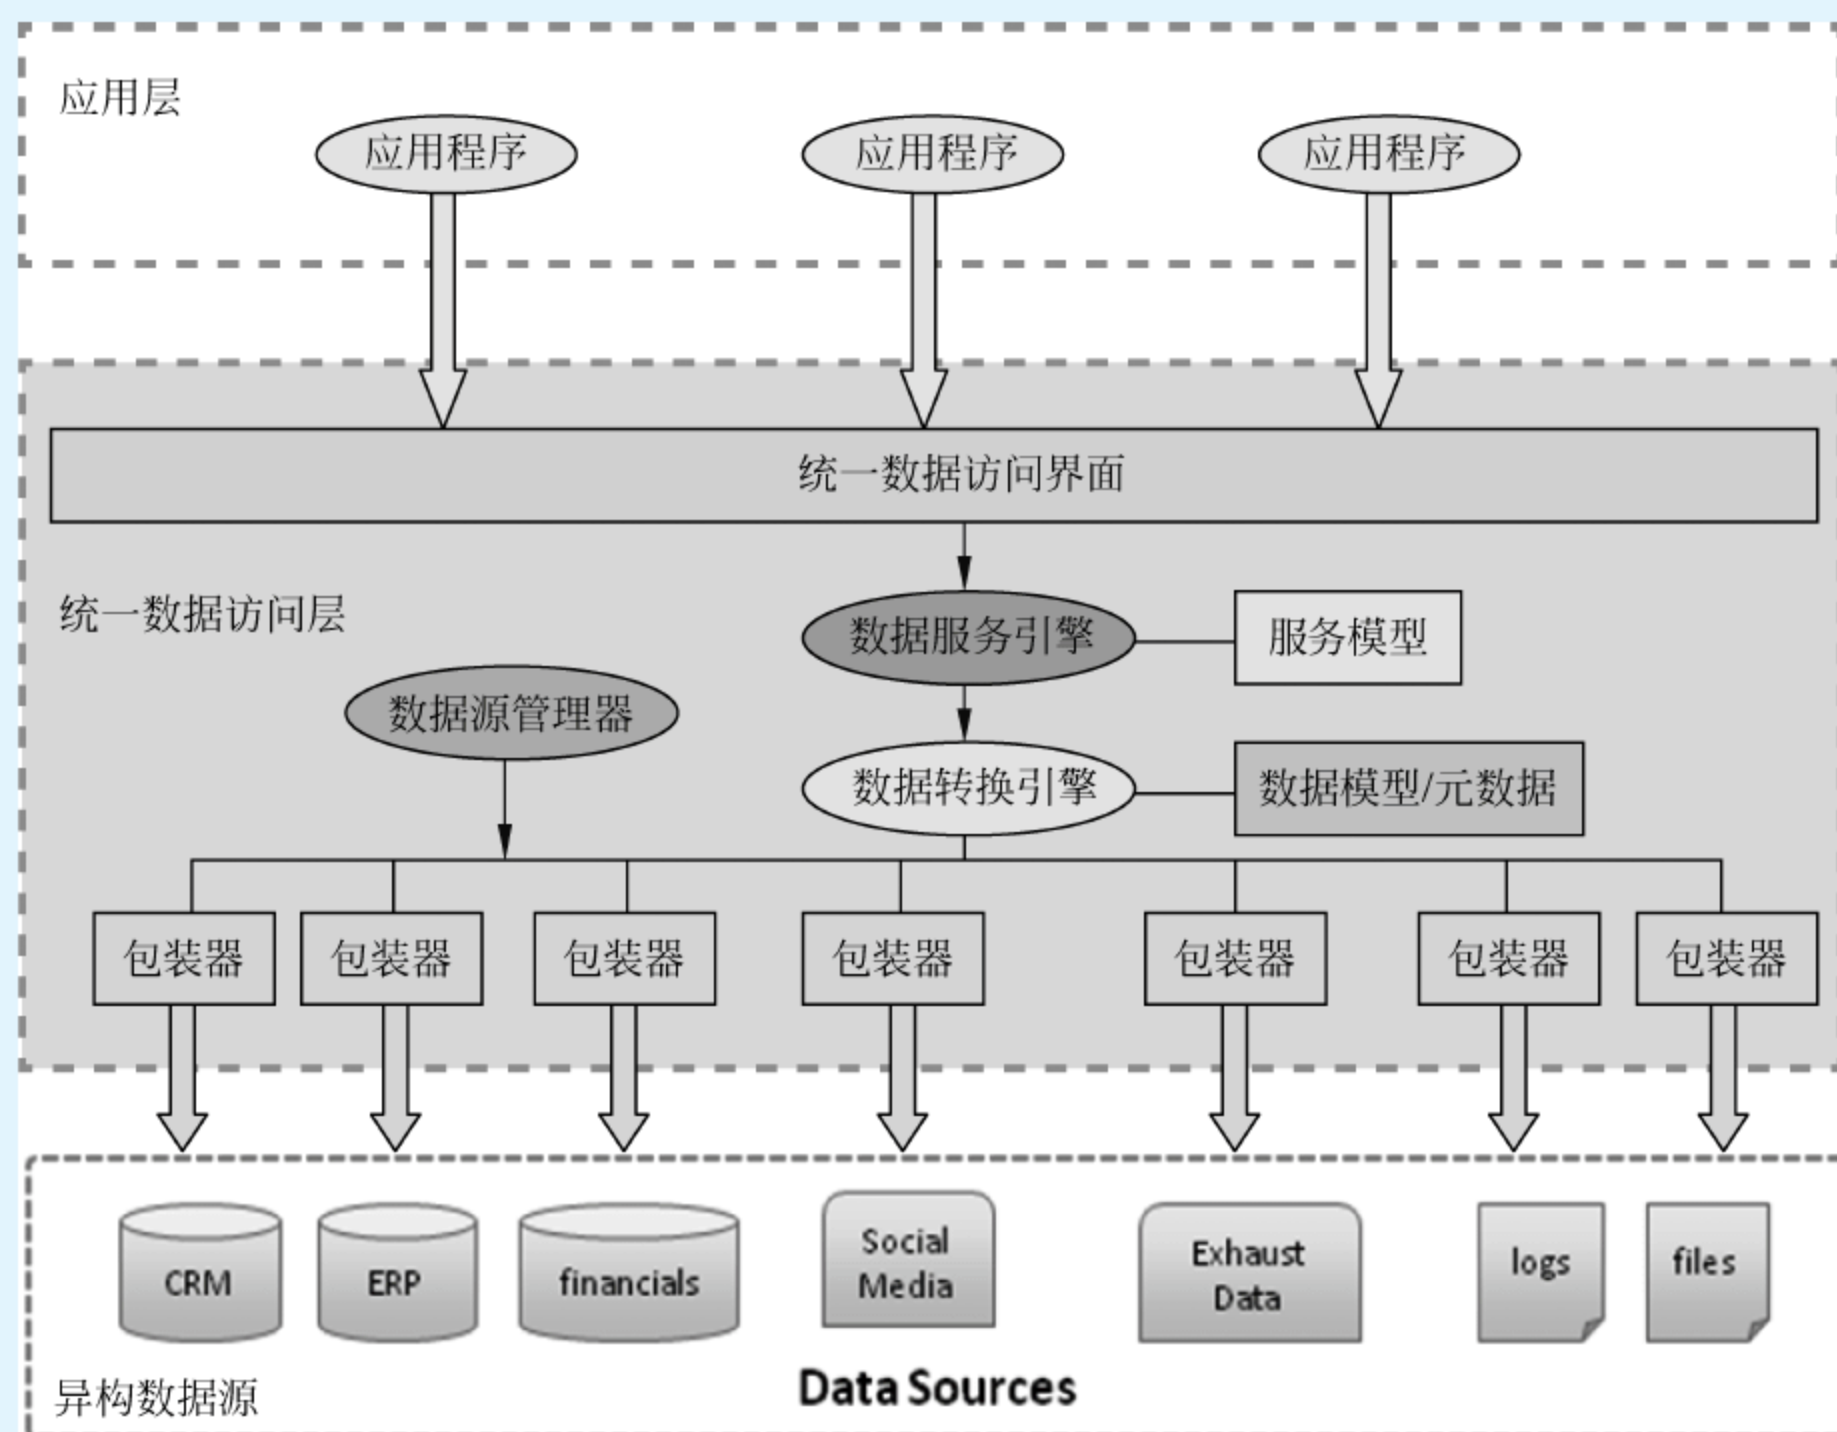 应用层
应用程序
应用程序
应用程序
统一数据访问界面
统一数据访问层
数据服务引擎
服务模型
数据源管理器
数据转换引擎
数据模型/元数据
包装器
包装器
包装器
包装器
包装器
包装器
包装器
CRM
ERP
financials
Social
Media
Exhaust
Data
logs
files
Data Sources
异构数据源